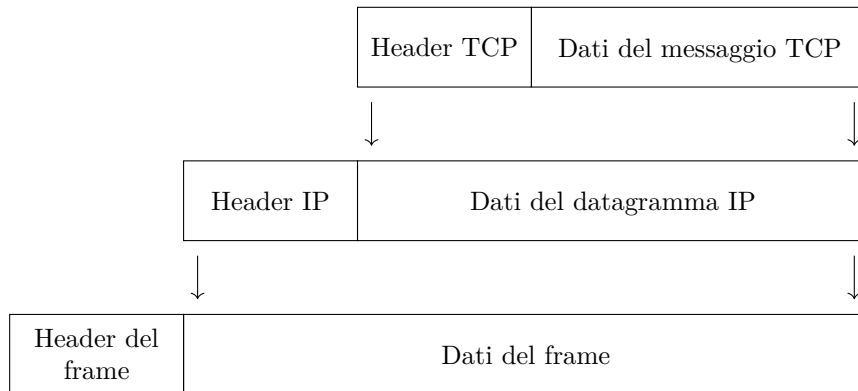 Header TCP
Dati del messaggio TCP
Header IP
Dati del datagramma IP
Header del
frame
Dati del frame